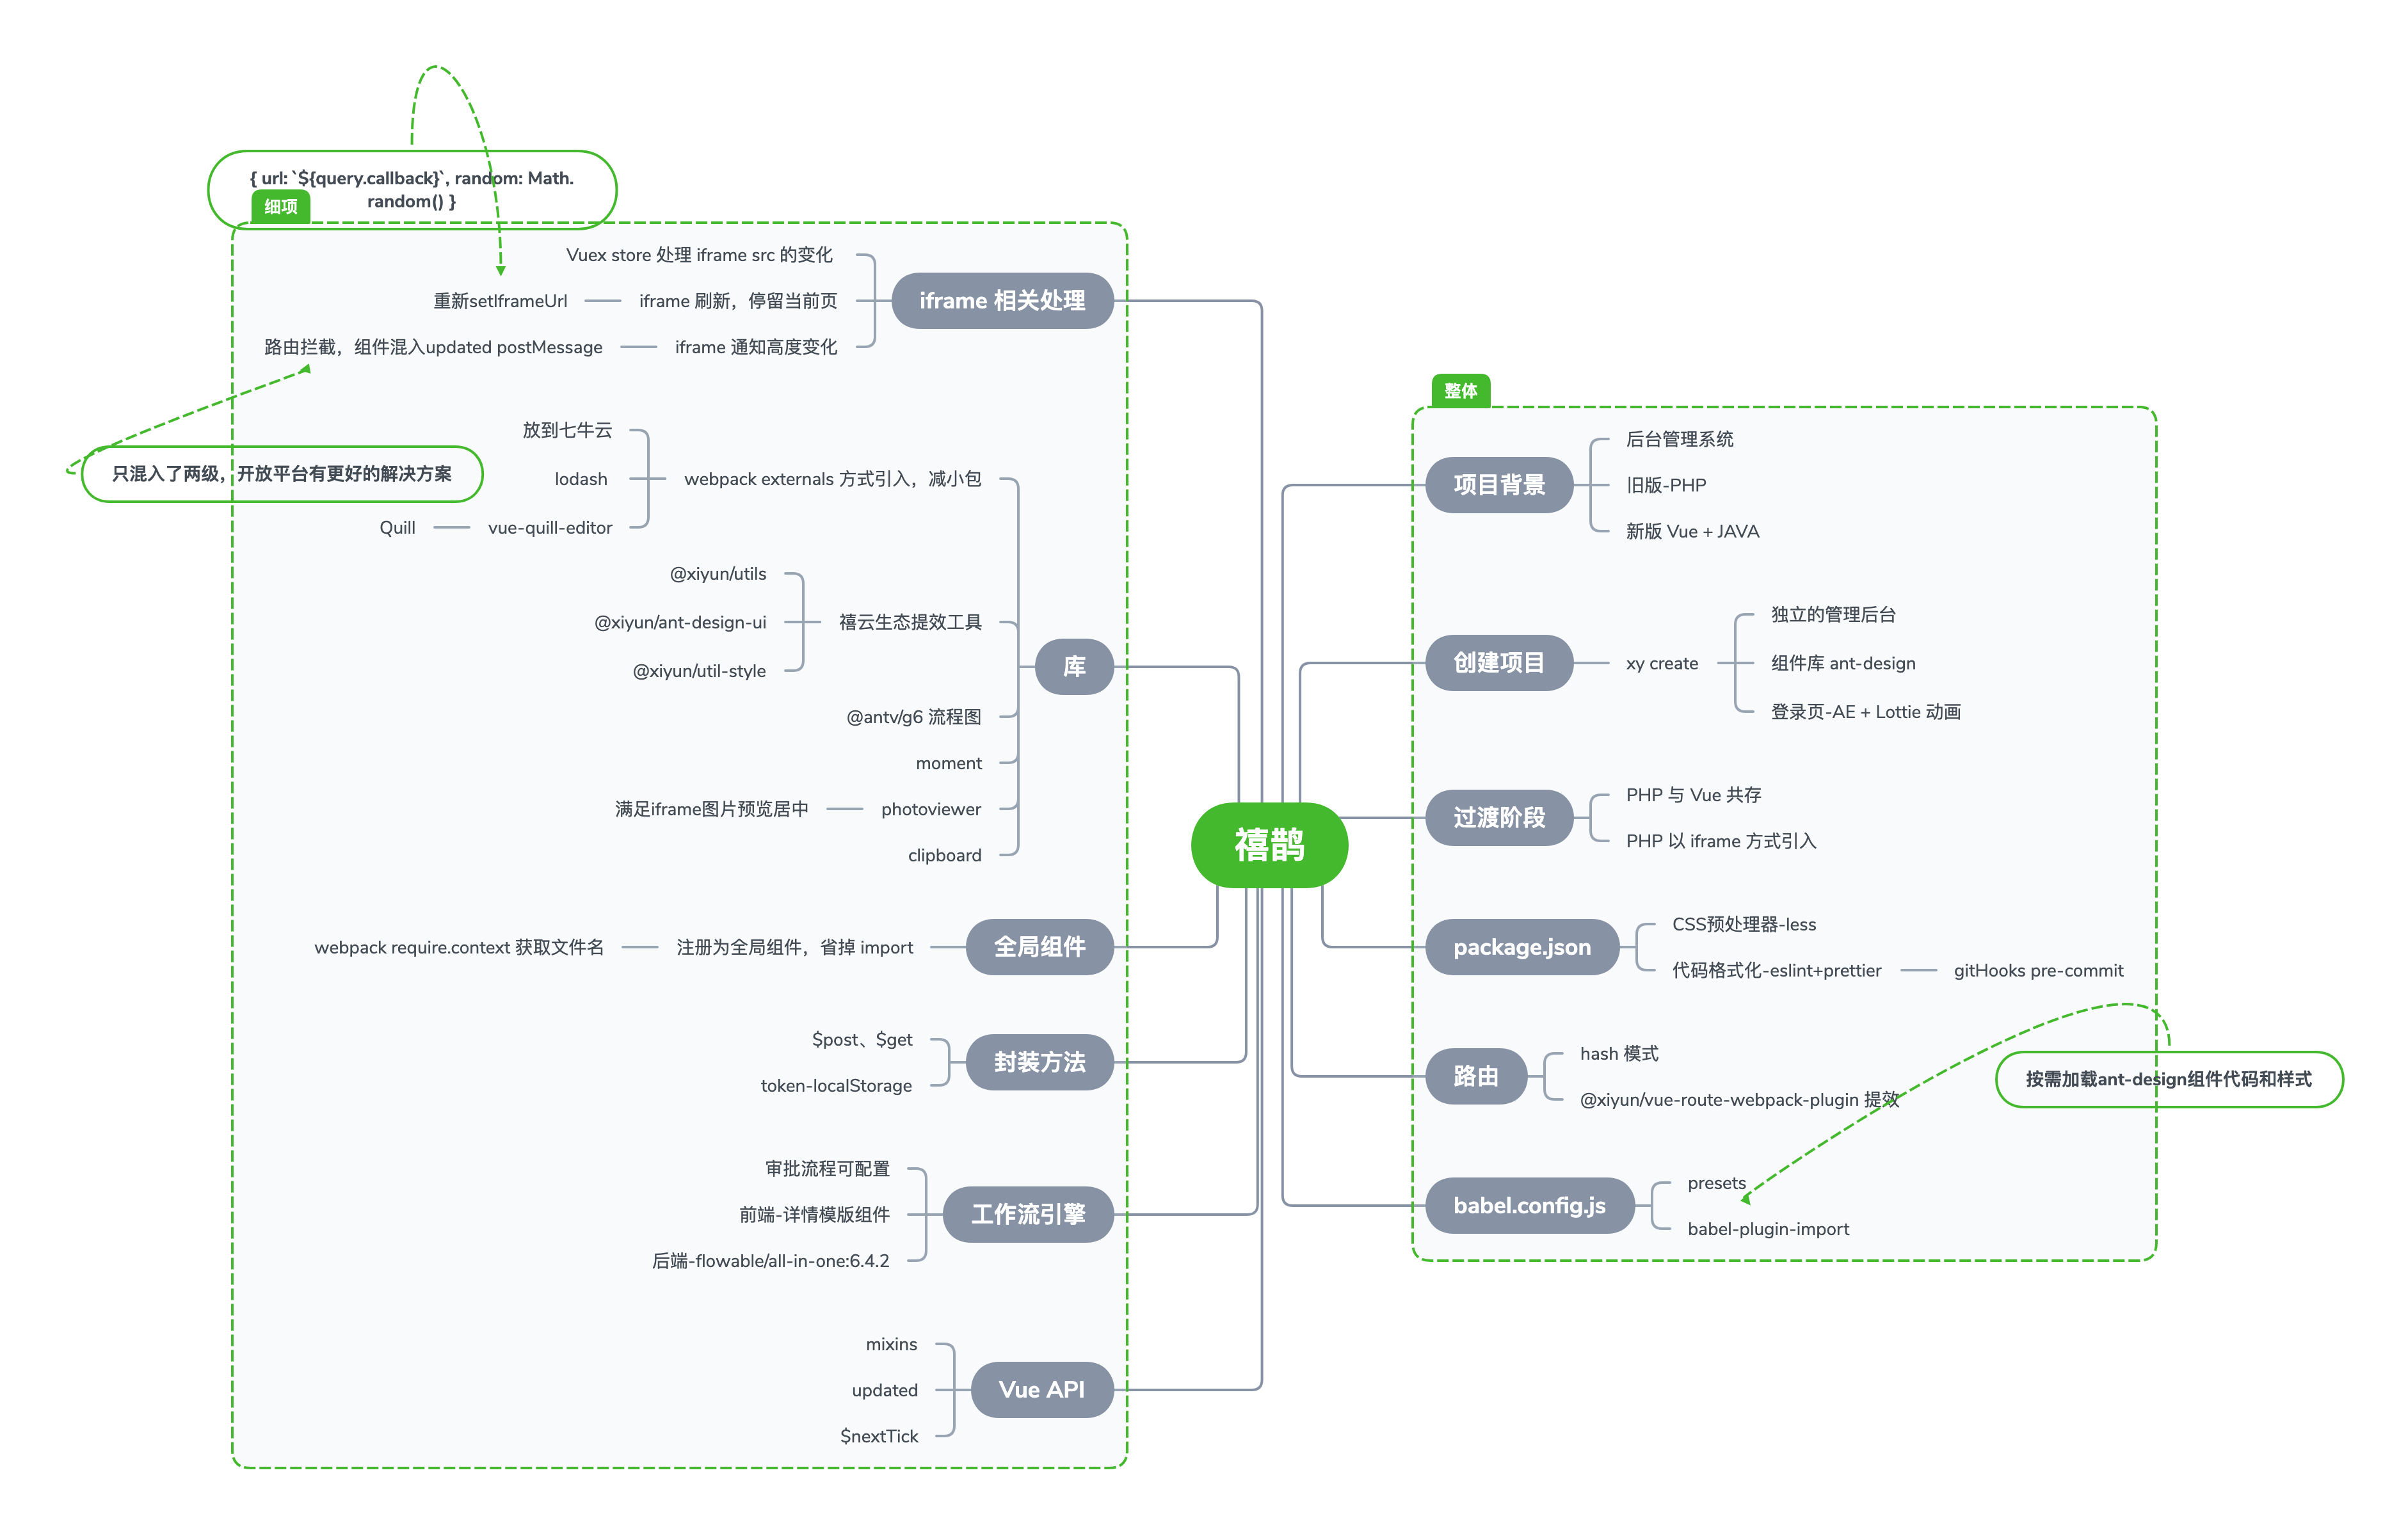 { url: `${query.callback}`, random: Math.
random() }
细项
Vuex store 处理 iframe src 的变化
iframe 相关处理
重新setIframeUrl
iframe 刷新，停留当前页
路由拦截，组件混入updated postMessage
iframe 通知高度变化
只混入了两级，开放平台有更好的解决方案
放到七牛云
lodash
webpack externals 方式引入，减小包
Quill
vue-quill-editor
@xiyun/utils
@xiyun/ant-design-ui
禧云生态提效工具
@xiyun/util-style
库
@antv/g6 流程图
moment
满足iframe图片预览居中
photoviewer
clipboard
webpack require.context 获取文件名
注册为全局组件，省掉 import
全局组件
$post、$get
token-localStorage
封装方法
审批流程可配置
前端-详情模版组件
后端-flowable/all-in-one:6.4.2
工作流引擎
mixins
updated
$nextTick
Vue API
禧鹊
整体
项目背景
后台管理系统
旧版-PHP
新版 Vue + JAVA
创建项目
xy create
独立的管理后台
组件库 ant-design
登录页-AE + Lottie 动画
过渡阶段
PHP 与 Vue 共存
PHP 以 iframe 方式引入
package.json
CSS预处理器-less
代码格式化-eslint+prettier
gitHooks pre-commit
路由
hash 模式
@xiyun/vue-route-webpack-plugin 提效
按需加载ant-design组件代码和样式
babel.config.js
presets
babel-plugin-import